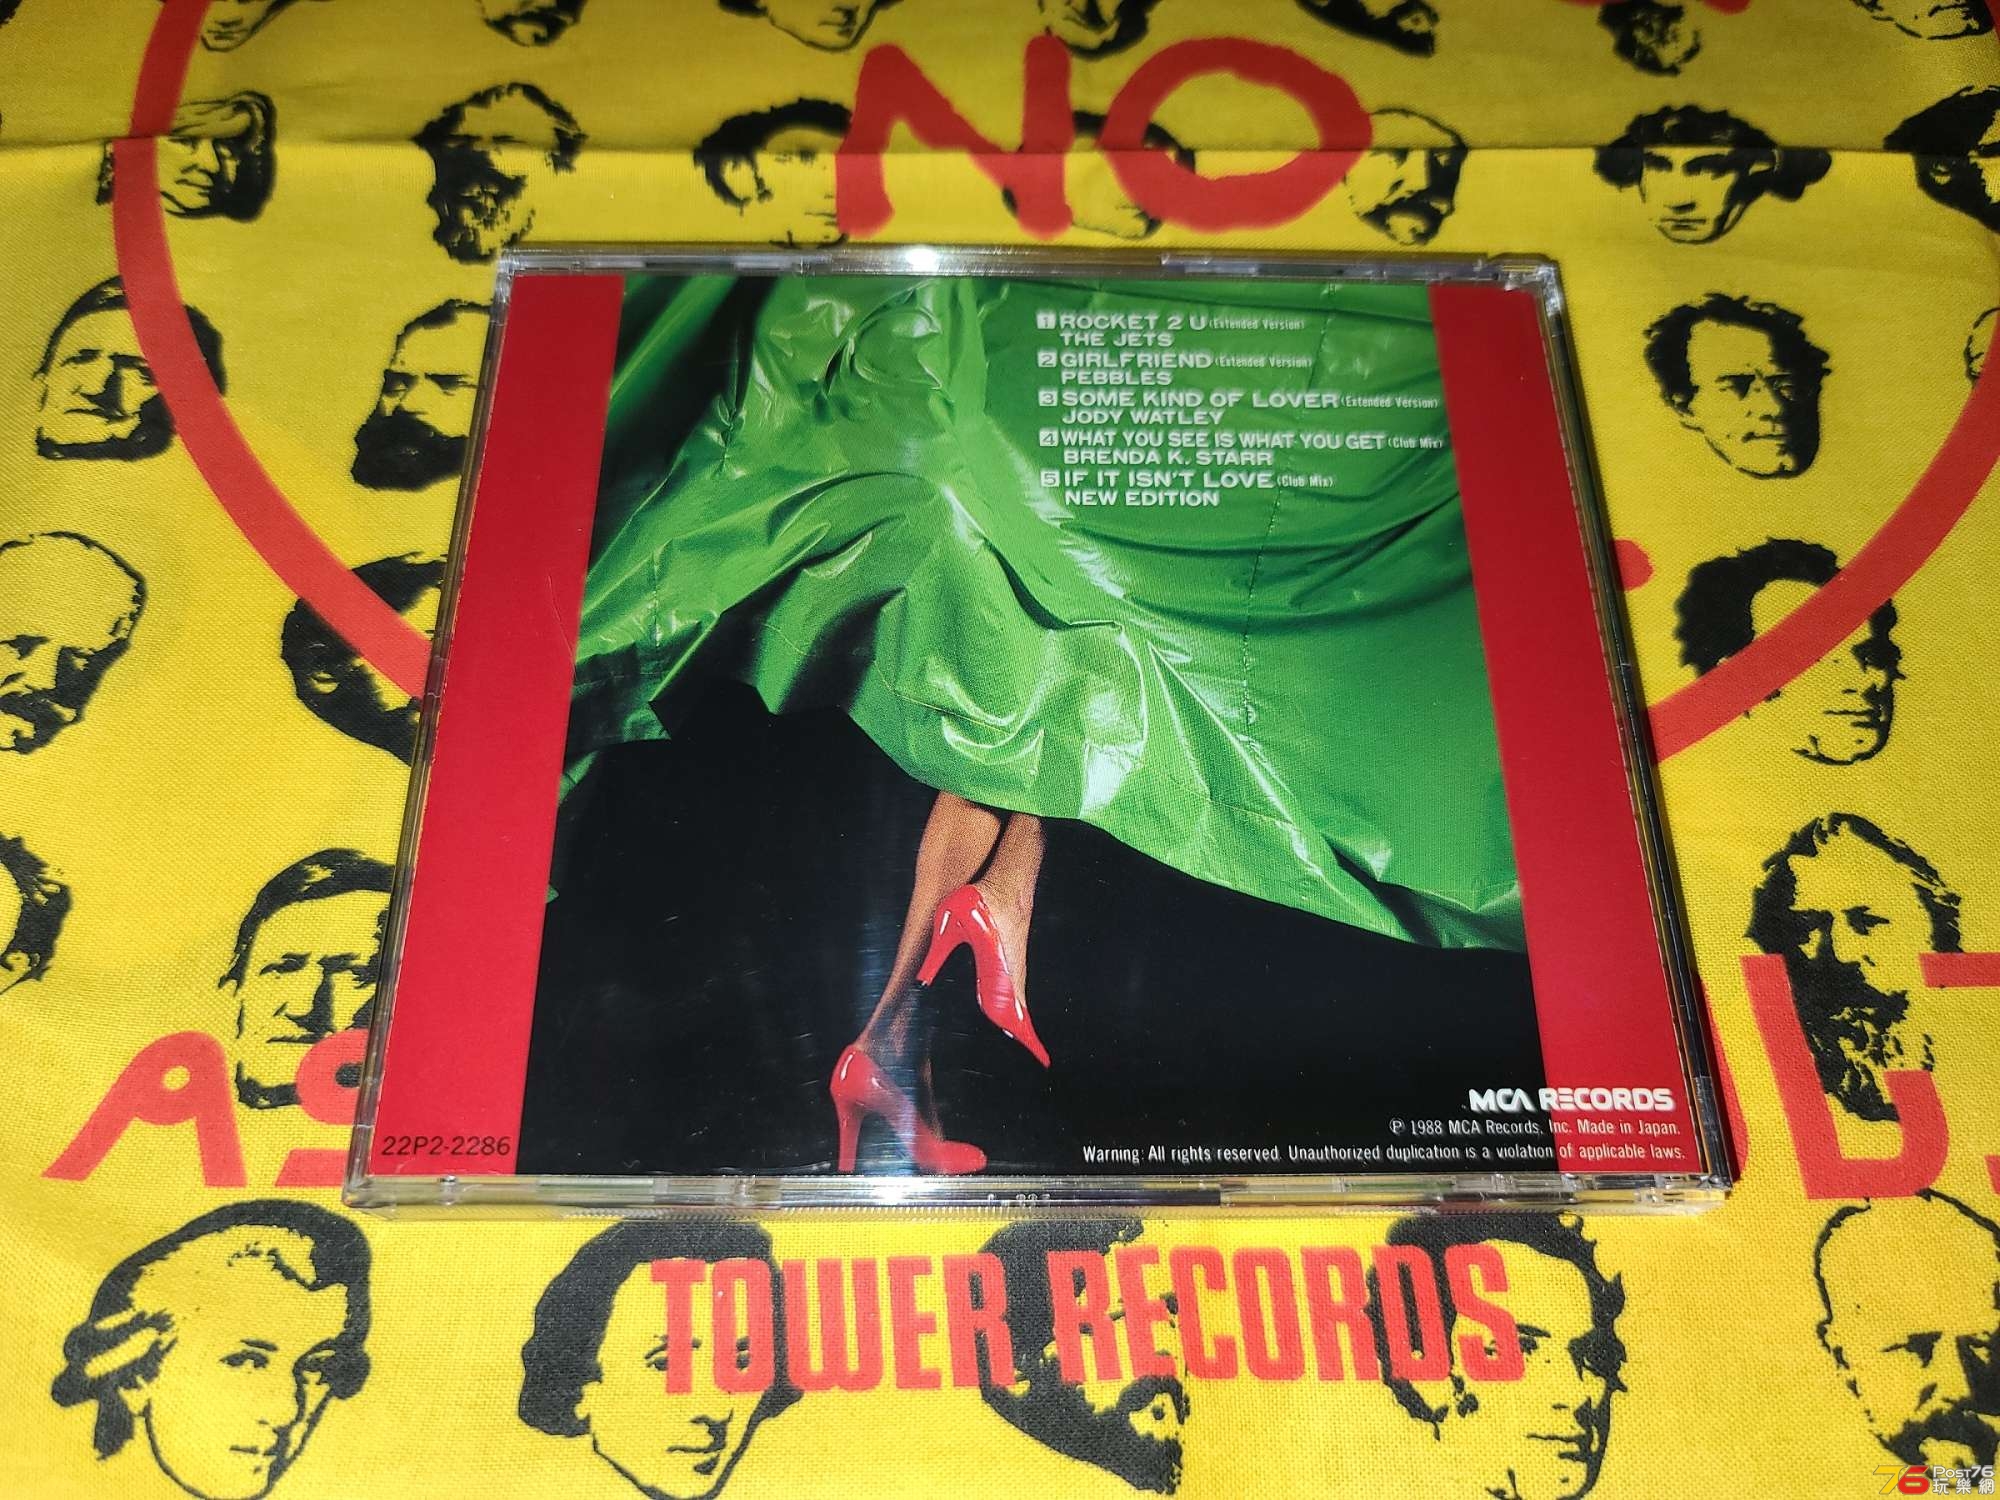 NO
1 ROCKET 2 U (Extended Version)
THE JETS
2 GIRLFRIEND (Extended Version)
PEBBLES
3 SOME KIND OF LOVER (Extended Version)
JODY WATLEY
4 WHAT YOU SEE IS WHAT YOU GET (Club Mix)
BRENDA K. STARR
5 IF IT ISN'T LOVE (Club Mix)
NEW EDITION
MCA RECORDS
℗ 1988 MCA Records, Inc. Made in Japan.
22P2-2286
Warning: All rights reserved. Unauthorized duplication is a violation of applicable laws.
TOWER RECORDS
76 Post76
玩樂網